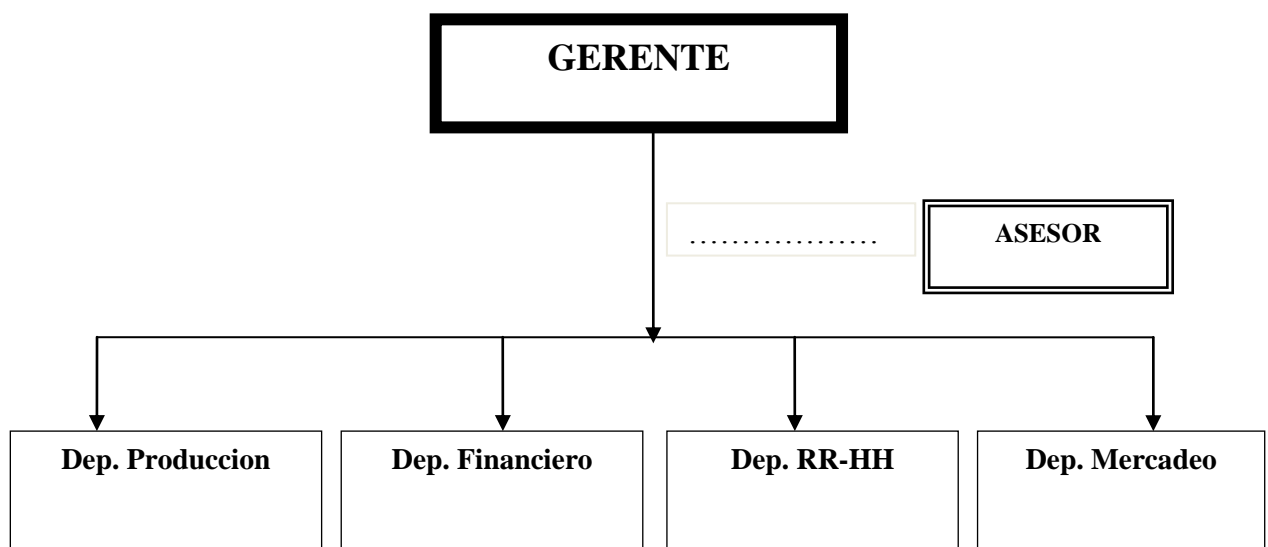 GERENTE
..................
ASESOR
Dep. Produccion
Dep. Financiero
Dep. RR-HH
Dep. Mercadeo